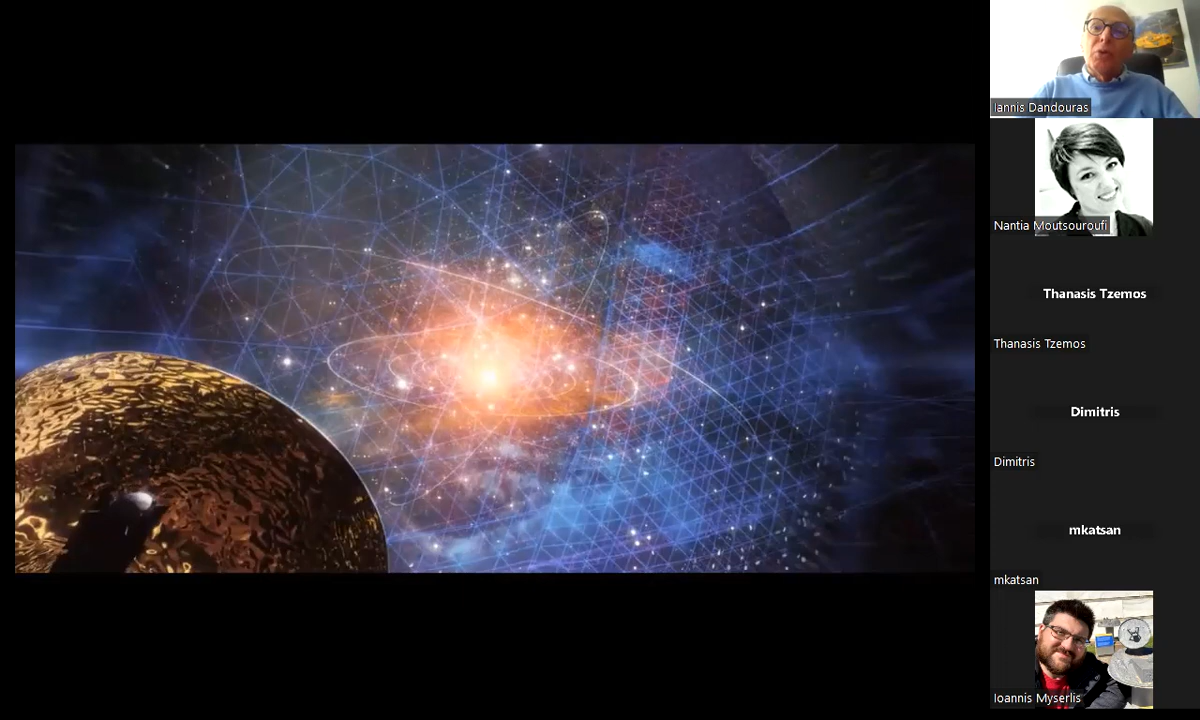 Iannis Dandouras
Nantia Moutsouroufi
Thanasis Tzemos
Thanasis Tzemos
Dimitris
Dimitris
mkatsan
mkatsan
Ioannis Myserlis